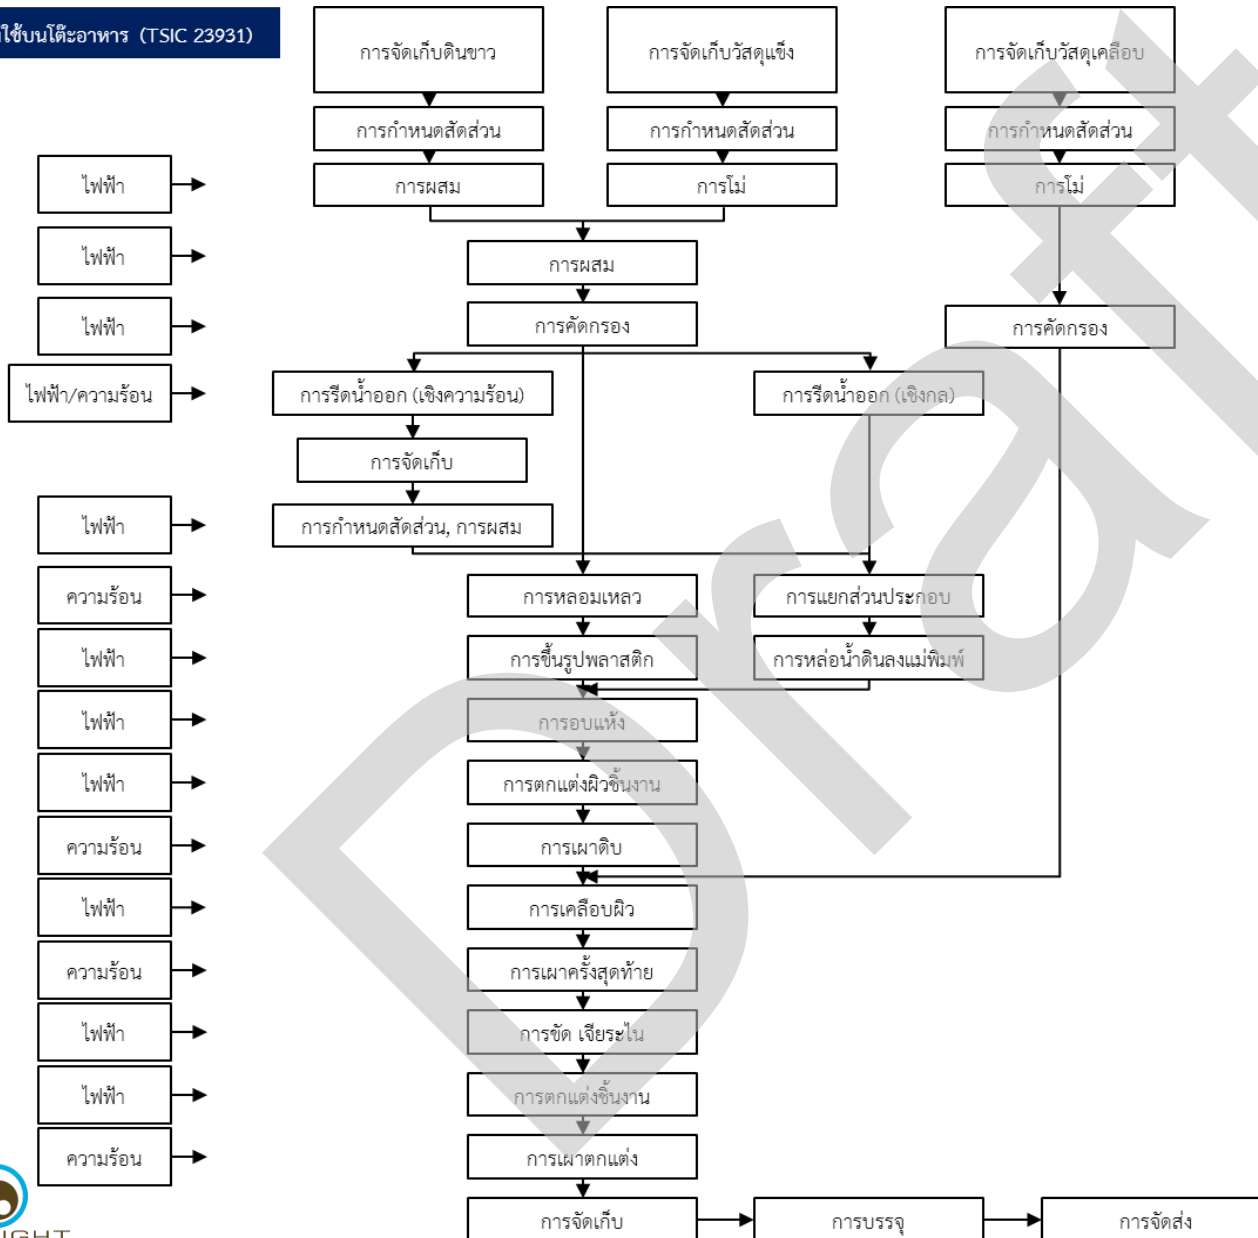 ใช้บนโต๊ะอาหาร (TSIC 23931)
การจัดเก็บดินขาว
การจัดเก็บวัสดุแข็ง
การจัดเก็บวัสดุเคลือบ
การกำหนดสัดส่วน
การกำหนดสัดส่วน
การกำหนดสัดส่วน
ไฟฟ้า
การผสม
การโม่
การโม่
ไฟฟ้า
การผสม
ไฟฟ้า
การคัดกรอง
การคัดกรอง
ไฟฟ้า/ความร้อน
การรีดน้ำออก (เชิงความร้อน)
การรีดน้ำออก (เชิงกล)
การจัดเก็บ
ไฟฟ้า
การกำหนดสัดส่วน, การผสม
ความร้อน
การหลอมเหลว
การแยกส่วนประกอบ
ไฟฟ้า
การขึ้นรูปพลาสติก
การหล่อน้ำดินลงแม่พิมพ์
ไฟฟ้า
การอบแห้ง
ไฟฟ้า
การตกแต่งผิวชิ้นงาน
ความร้อน
การเผาดิบ
ไฟฟ้า
การเคลือบผิว
ความร้อน
การเผาครั้งสุดท้าย
ไฟฟ้า
การขัด เจียระไน
ไฟฟ้า
การตกแต่งชิ้นงาน
ความร้อน
การเผาตกแต่ง
การจัดเก็บ
การบรรจุ
การจัดส่ง
Draft